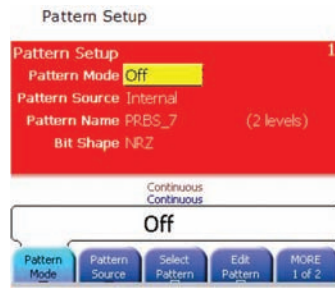 Pattern Setup
Pattern Setup 1
Pattern Mode Off
Pattern Source Internal
Pattern Name PRBS_7 (2 levels)
Bit Shape NRZ
Continuous
Continuous
Off
Pattern Mode
Pattern Source
Select Pattern
Edit Pattern
MORE 1 of 2